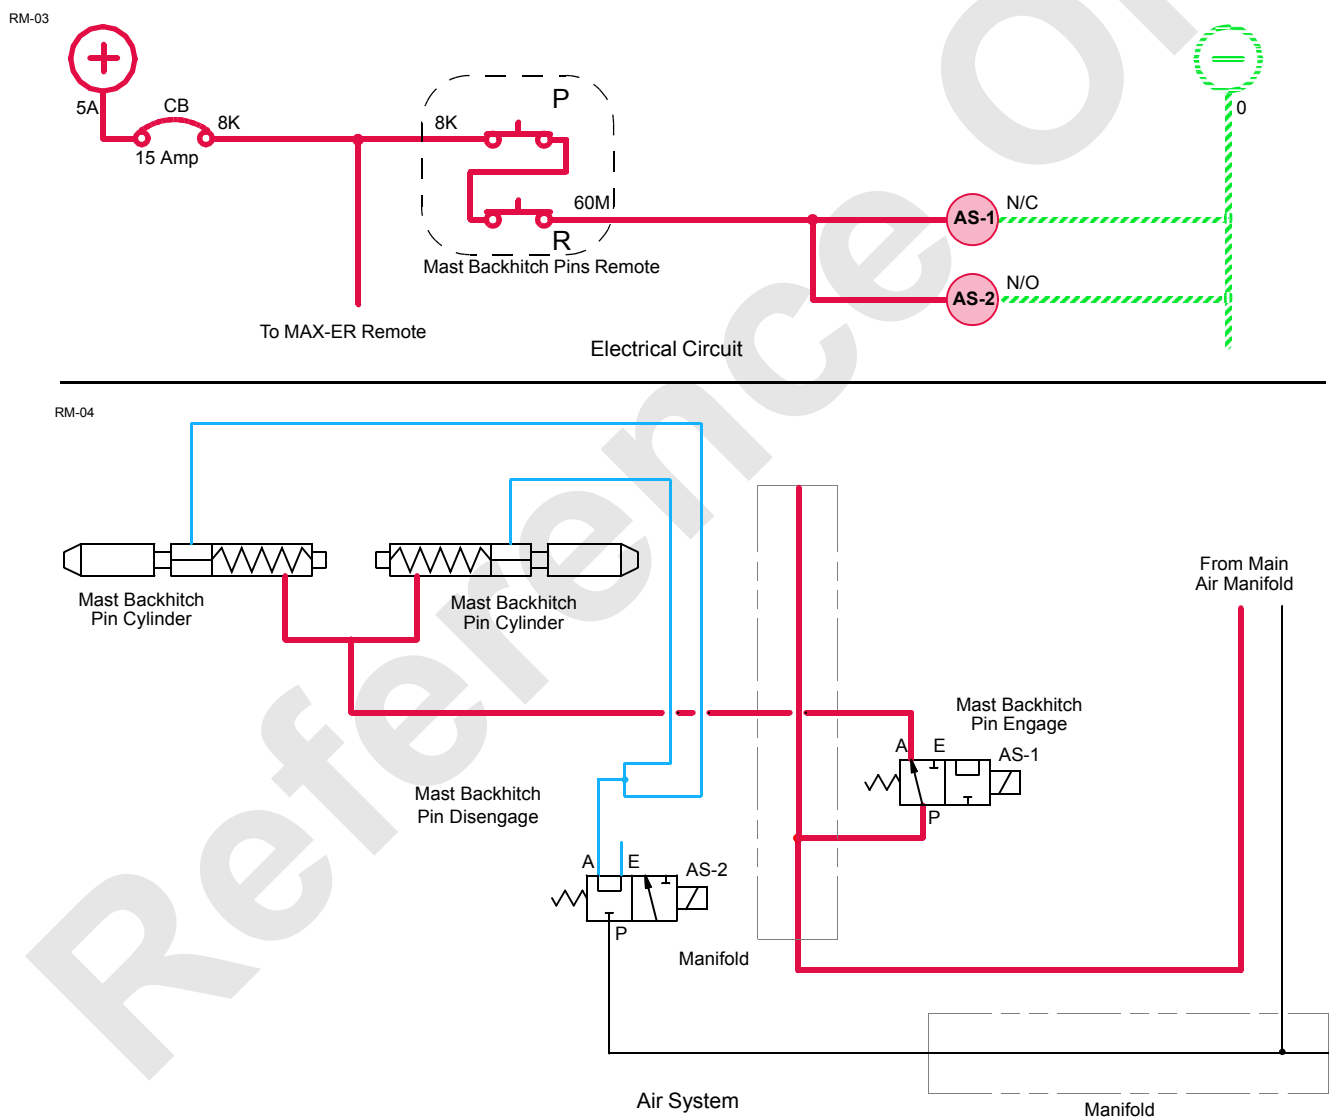 RM-03
5A
CB
8K
15 Amp
8K
P
60M
R
Mast Backhitch Pins Remote
To MAX-ER Remote
AS-1
N/C
AS-2
N/O
0
Electrical Circuit
RM-04
Mast Backhitch
Pin Cylinder
Mast Backhitch
Pin Cylinder
From Main
Air Manifold
Mast Backhitch
Pin Engage
A
E
AS-1
P
Mast Backhitch
Pin Disengage
A
E
AS-2
P
Manifold
Air System
Manifold
Reference O